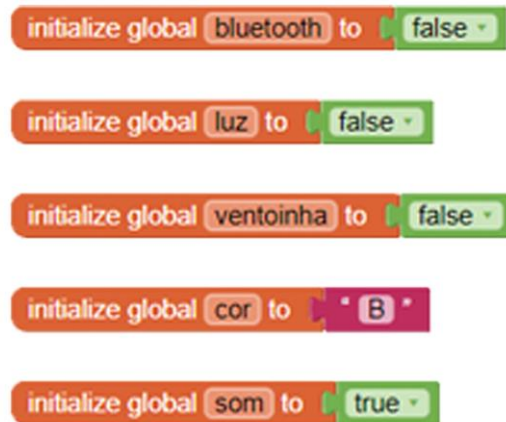 initialize global bluetooth to false
initialize global luz to false
initialize global ventoinha to false
initialize global cor to " B "
initialize global som to true